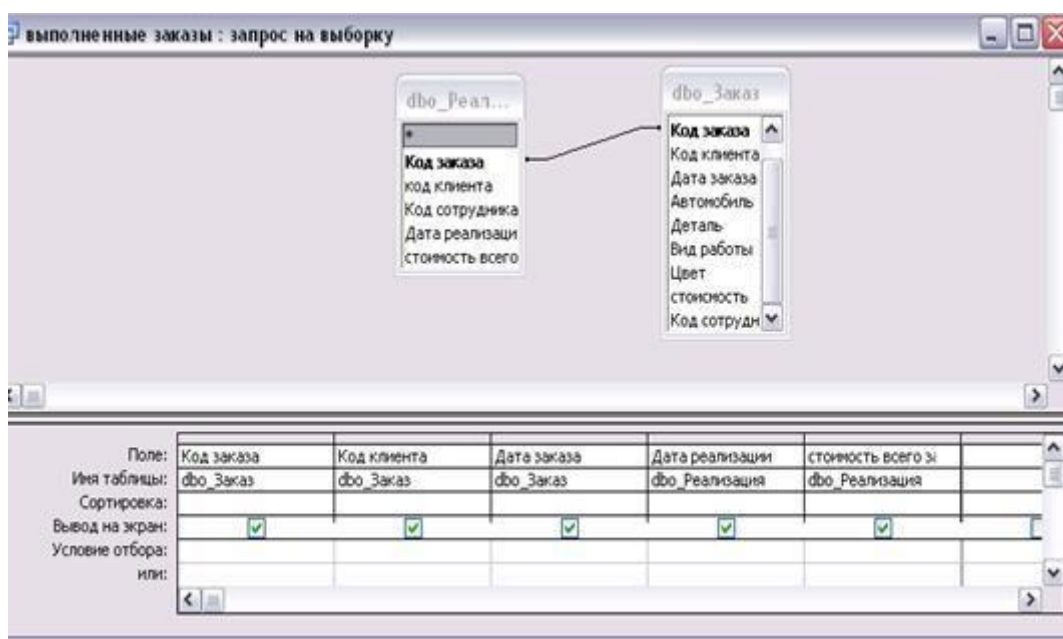 выполненные заказы : запрос на выборку
dbo_Реал...
*
Код заказа
код клиента
Код сотрудника
Дата реализаци
стоимость всего
dbo_Заказ
Код заказа
Код клиента
Дата заказа
Автомобиль
Деталь
Вид работы
Цвет
стоисность
Код сотрудн
Поле: Код заказа Код клиента Дата заказа Дата реализации стоимость всего за
Имя таблицы: dbo_Заказ dbo_Заказ dbo_Заказ dbo_Реализация dbo_Реализация
Сортировка:
Вывод на экран:
Условие отбора:
или: